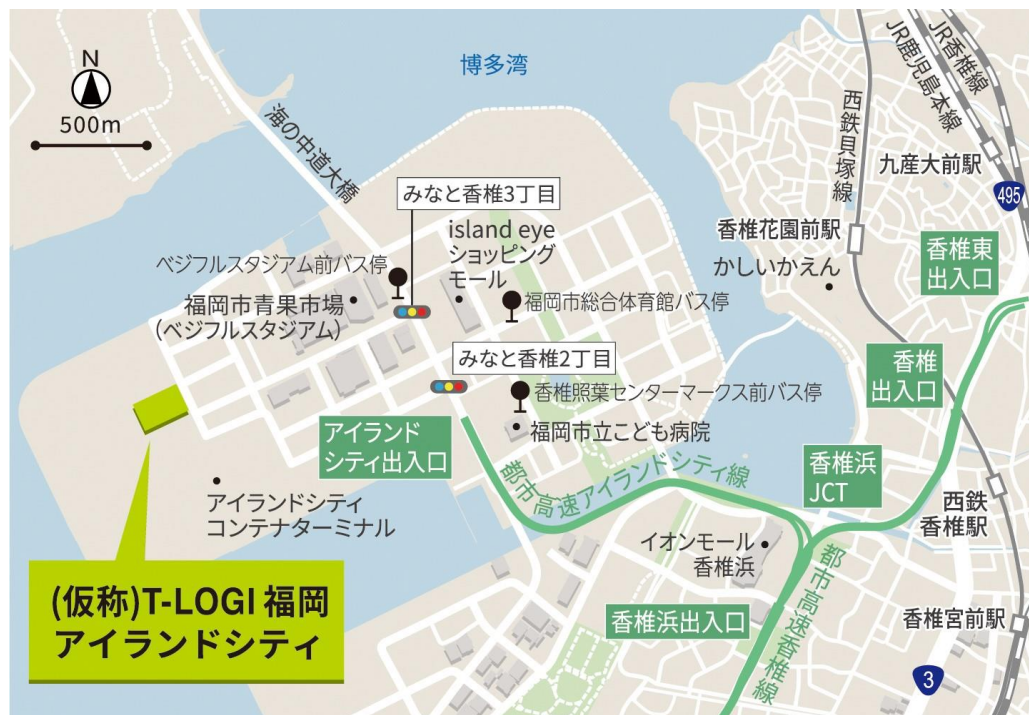 N
500m
博多湾
海の中道大橋
西鉄貝塚線
JR鹿児島本線
JR香椎線
九産大前駅
495
みなと香椎3丁目
island eye
ショッピング
モール
香椎花園前駅
かしいかえん
香椎東
出入口
ベジフルスタジアム前バス停
福岡市青果市場
(ベジフルスタジアム)
福岡市総合体育館バス停
みなと香椎2丁目
香椎
出入口
香椎照葉センターマークス前バス停
アイランド
シティ出入口
福岡市立こども病院
都市高速アイランドシティ線
香椎浜
JCT
西鉄
香椎駅
アイランドシティ
コンテナターミナル
イオンモール
香椎浜
(仮称)T-LOGI 福岡
アイランドシティ
香椎浜出入口
都市高速香椎線
香椎宮前駅
3